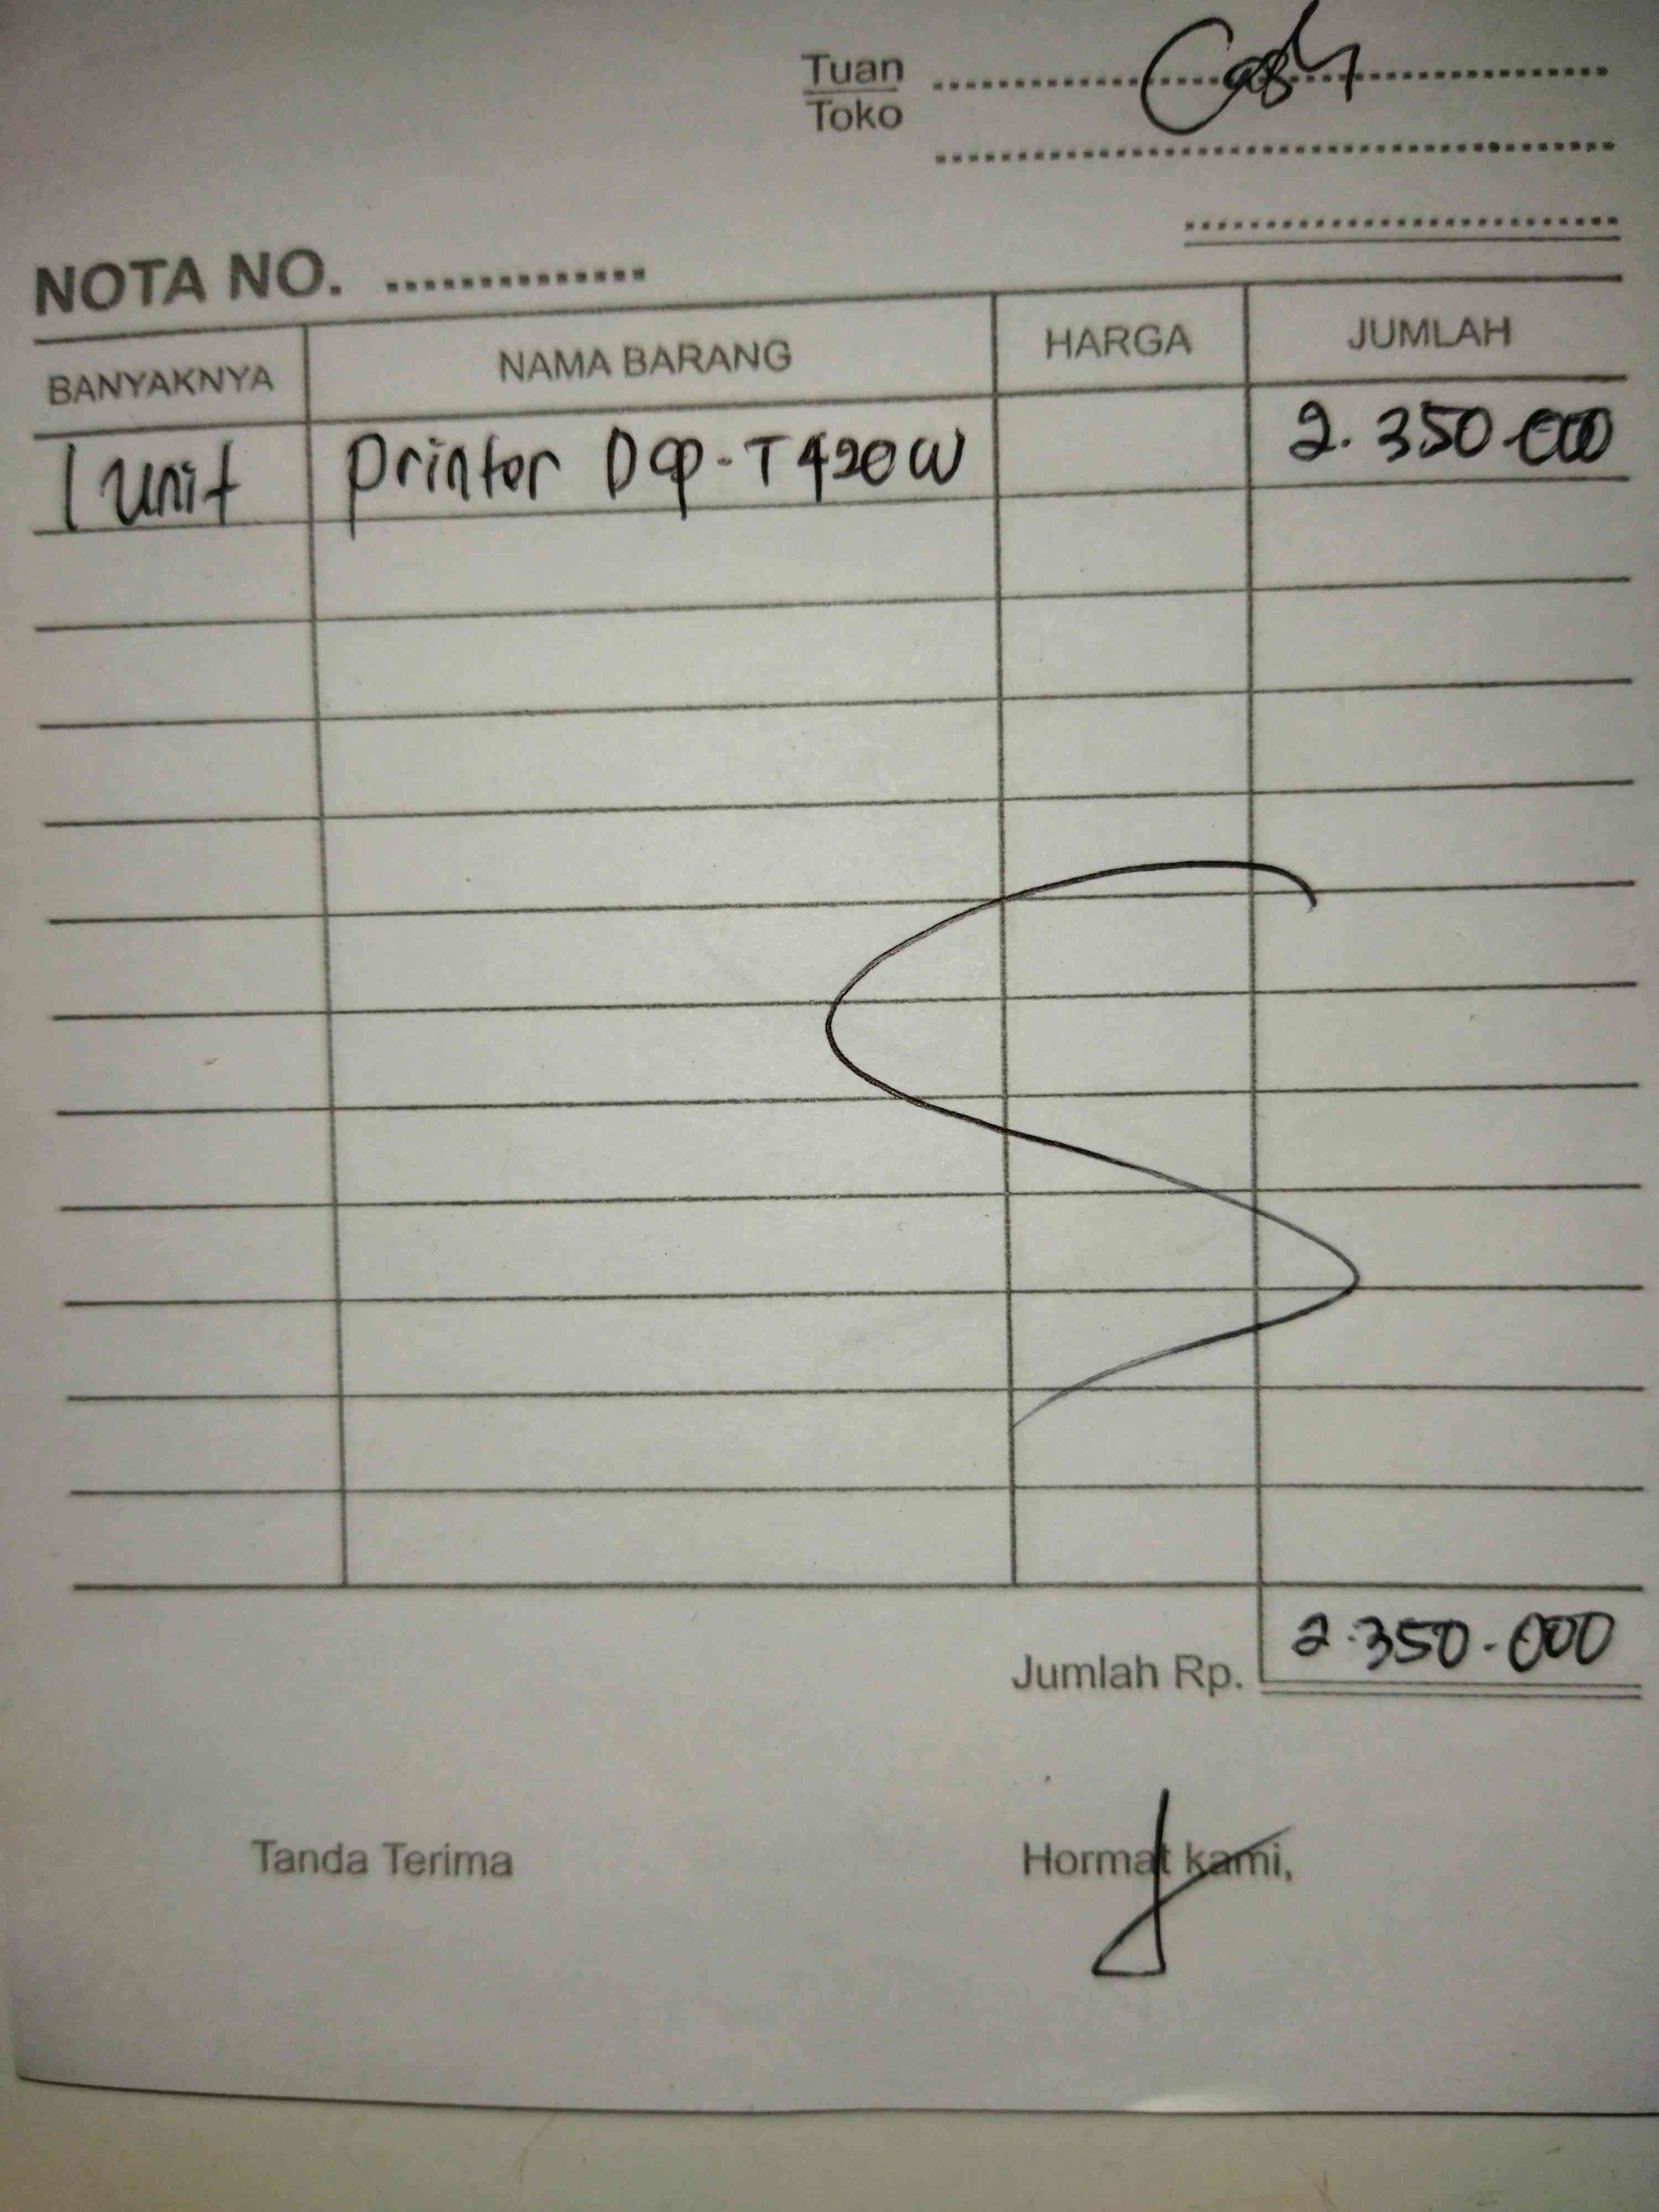 Tuan Cash
Toko
NOTA NO. ..............
BANYAKNYA NAMA BARANG HARGA JUMLAH
1 unit Printer Dcp-T420W 2.350.000
Jumlah Rp. 2.350.000
Tanda Terima Hormat kami,